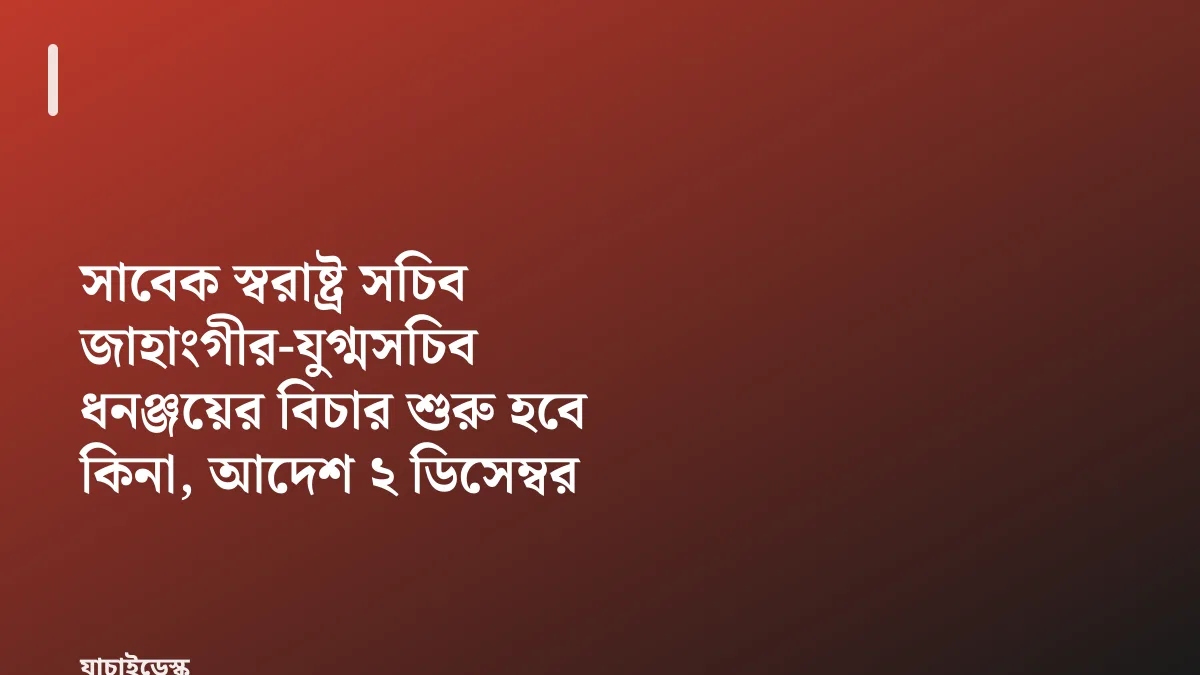 সাবেক স্বরাষ্ট্র সচিব
জাহাংগীর-যুগ্মসচিব
ধনঞ্জয়ের বিচার শুরু হবে
কিনা, আদেশ ২ ডিসেম্বর
যাচাইডেস্ক